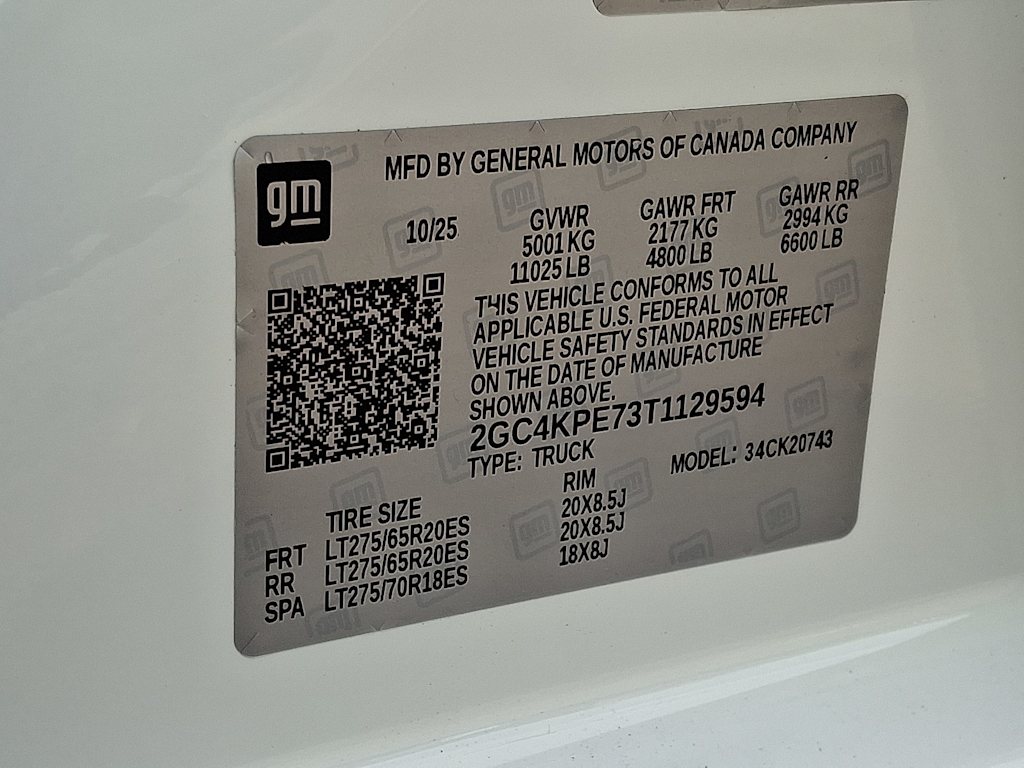 MFD BY GENERAL MOTORS OF CANADA COMPANY
gm
10/25
GVWR
5001 KG
11025 LB
GAWR FRT
2177 KG
4800 LB
GAWR RR
2994 KG
6600 LB
THIS VEHICLE CONFORMS TO ALL
APPLICABLE U.S. FEDERAL MOTOR
VEHICLE SAFETY STANDARDS IN EFFECT
ON THE DATE OF MANUFACTURE
SHOWN ABOVE.
2GC4KPE73T1129594
TYPE: TRUCK
MODEL: 34CK20743
TIRE SIZE RIM
FRT LT275/65R20ES 20X8.5J
RR LT275/65R20ES 20X8.5J
SPA LT275/70R18ES 18X8J